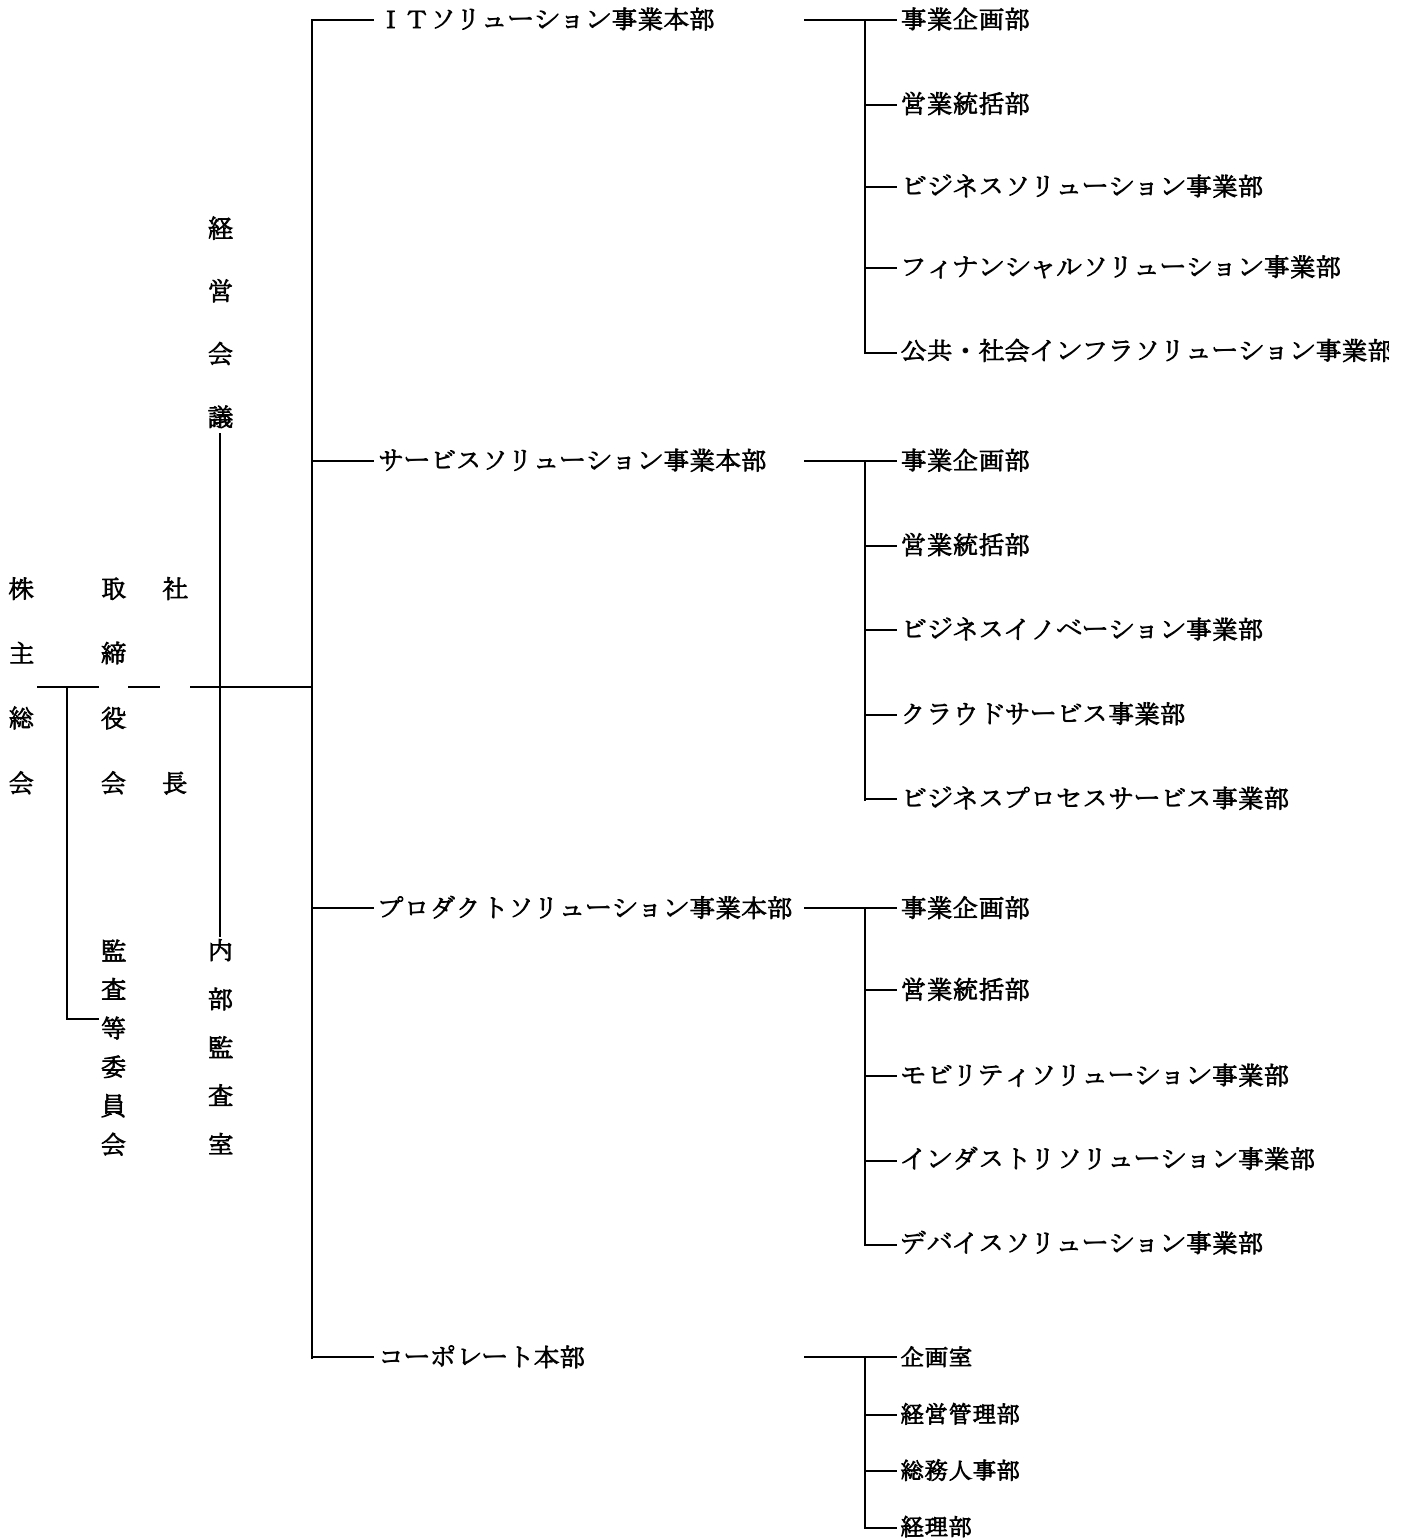 株主総会
取締役会
監査等委員会
社長
経営会議
内部監査室
ＩＴソリューション事業本部
事業企画部
営業統括部
ビジネスソリューション事業部
フィナンシャルソリューション事業部
公共・社会インフラソリューション事業部
サービスソリューション事業本部
事業企画部
営業統括部
ビジネスイノベーション事業部
クラウドサービス事業部
ビジネスプロセスサービス事業部
プロダクトソリューション事業本部
事業企画部
営業統括部
モビリティソリューション事業部
インダストリソリューション事業部
デバイスソリューション事業部
コーポレート本部
企画室
経営管理部
総務人事部
経理部